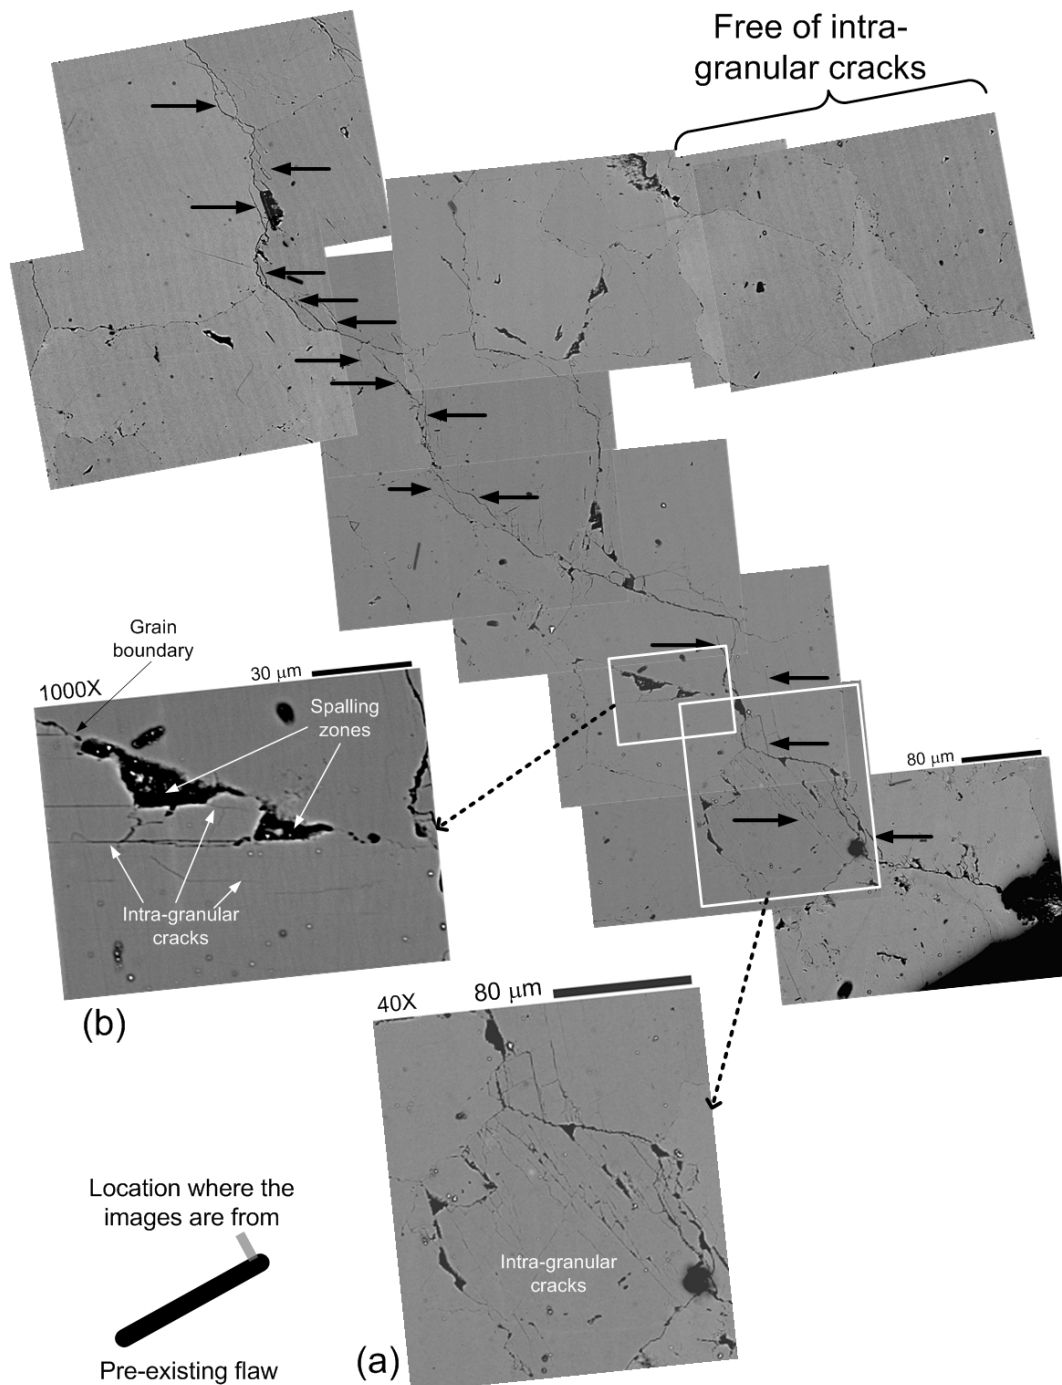 Free of intra-
granular cracks
Grain
boundary
30 μm
1000X
Spalling
zones
80 μm
Intra-granular
cracks
(b)
80 μm
40X
Location where the
images are from
Intra-granular
cracks
Pre-existing flaw
(a)